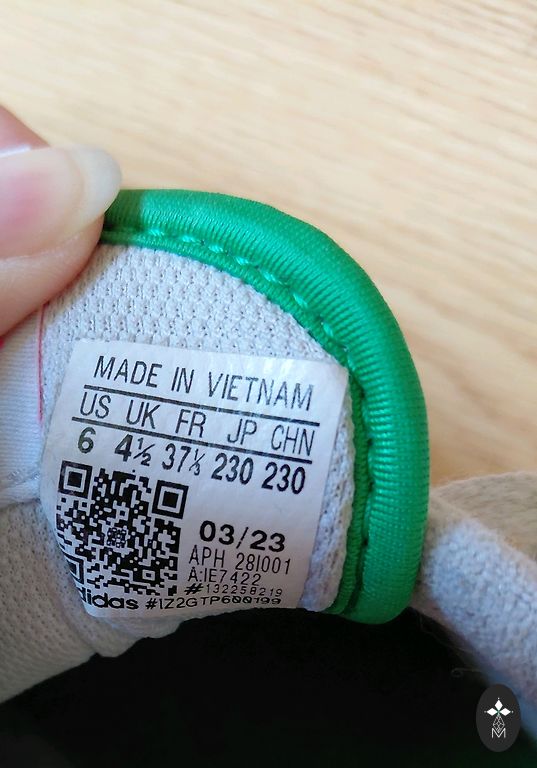 MADE IN VIETNAM
US UK FR JP CHN
6 4½ 37⅓ 230 230
03/23
APH 28I001
A:IE7422
#132258219
adidas #IZ2GTP600199
M